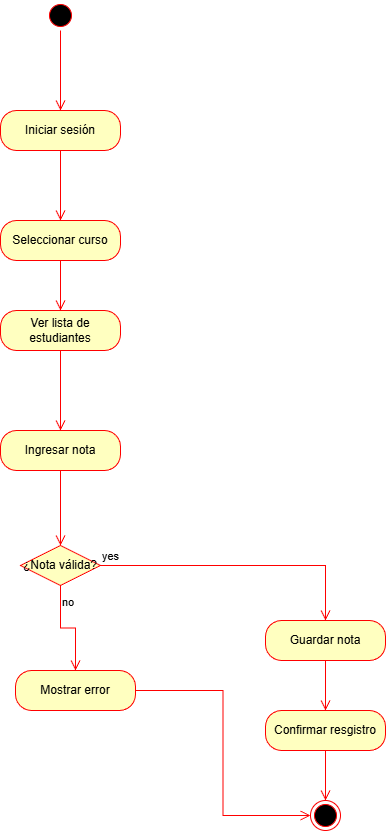 Iniciar sesión
Seleccionar curso
Ver lista de
estudiantes
Ingresar nota
¿Nota válida?
yes
no
Guardar nota
Mostrar error
Confirmar resgistro